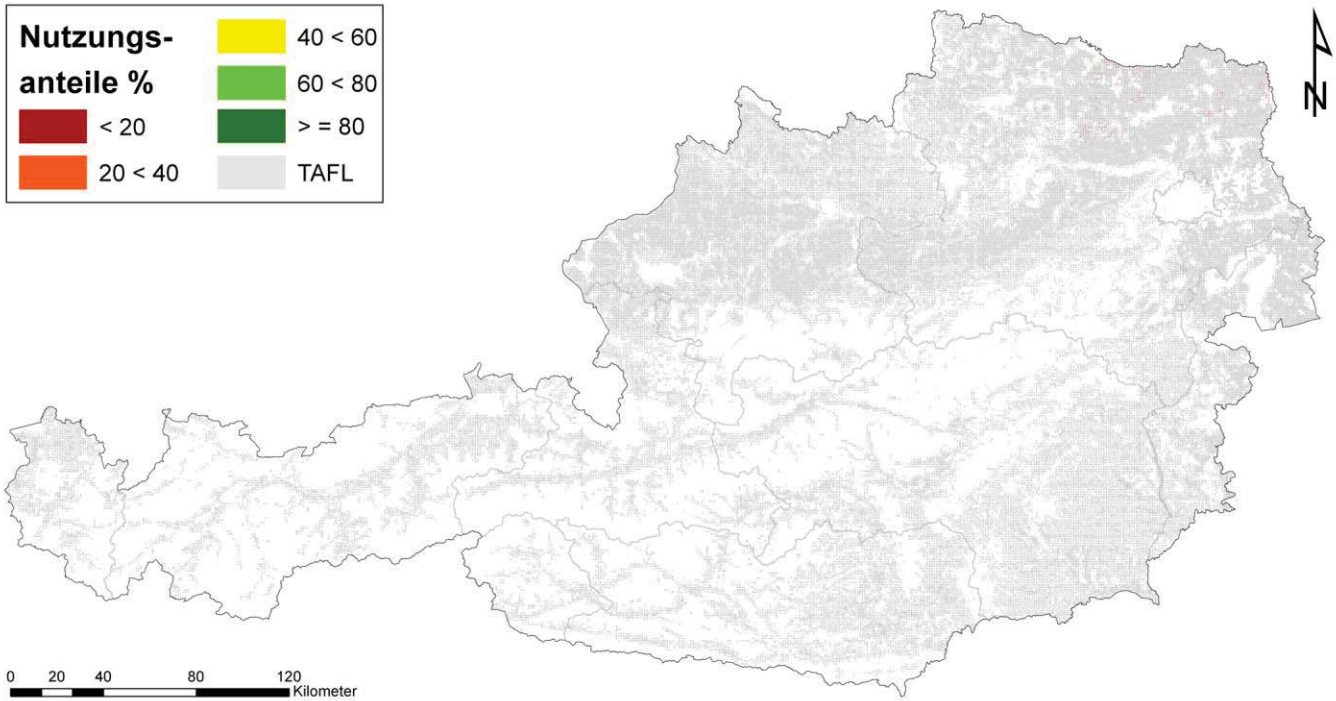 Nutzungs-
anteile %
< 20
20 < 40
40 < 60
60 < 80
> = 80
TAFL
N
0 20 40 80 120
Kilometer